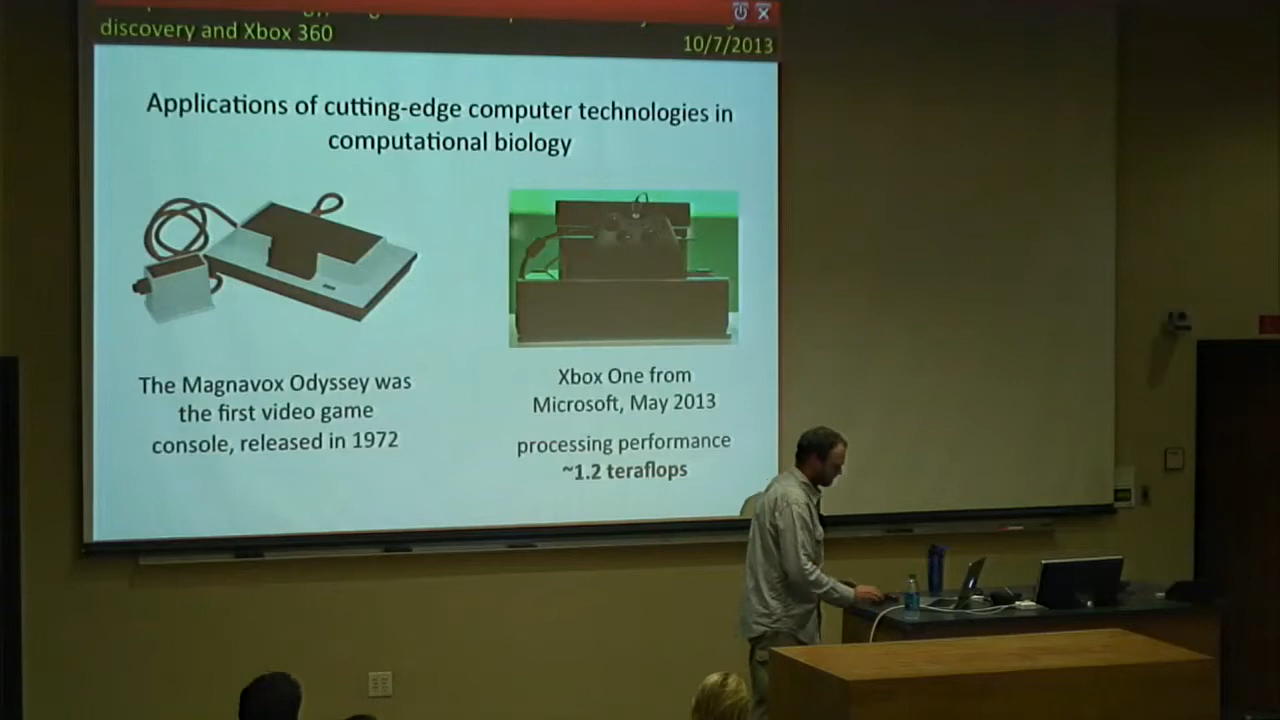 discovery and Xbox 360
10/7/2013
Applications of cutting-edge computer technologies in
computational biology
The Magnavox Odyssey was
the first video game
console, released in 1972
Xbox One from
Microsoft, May 2013
processing performance
~1.2 teraflops